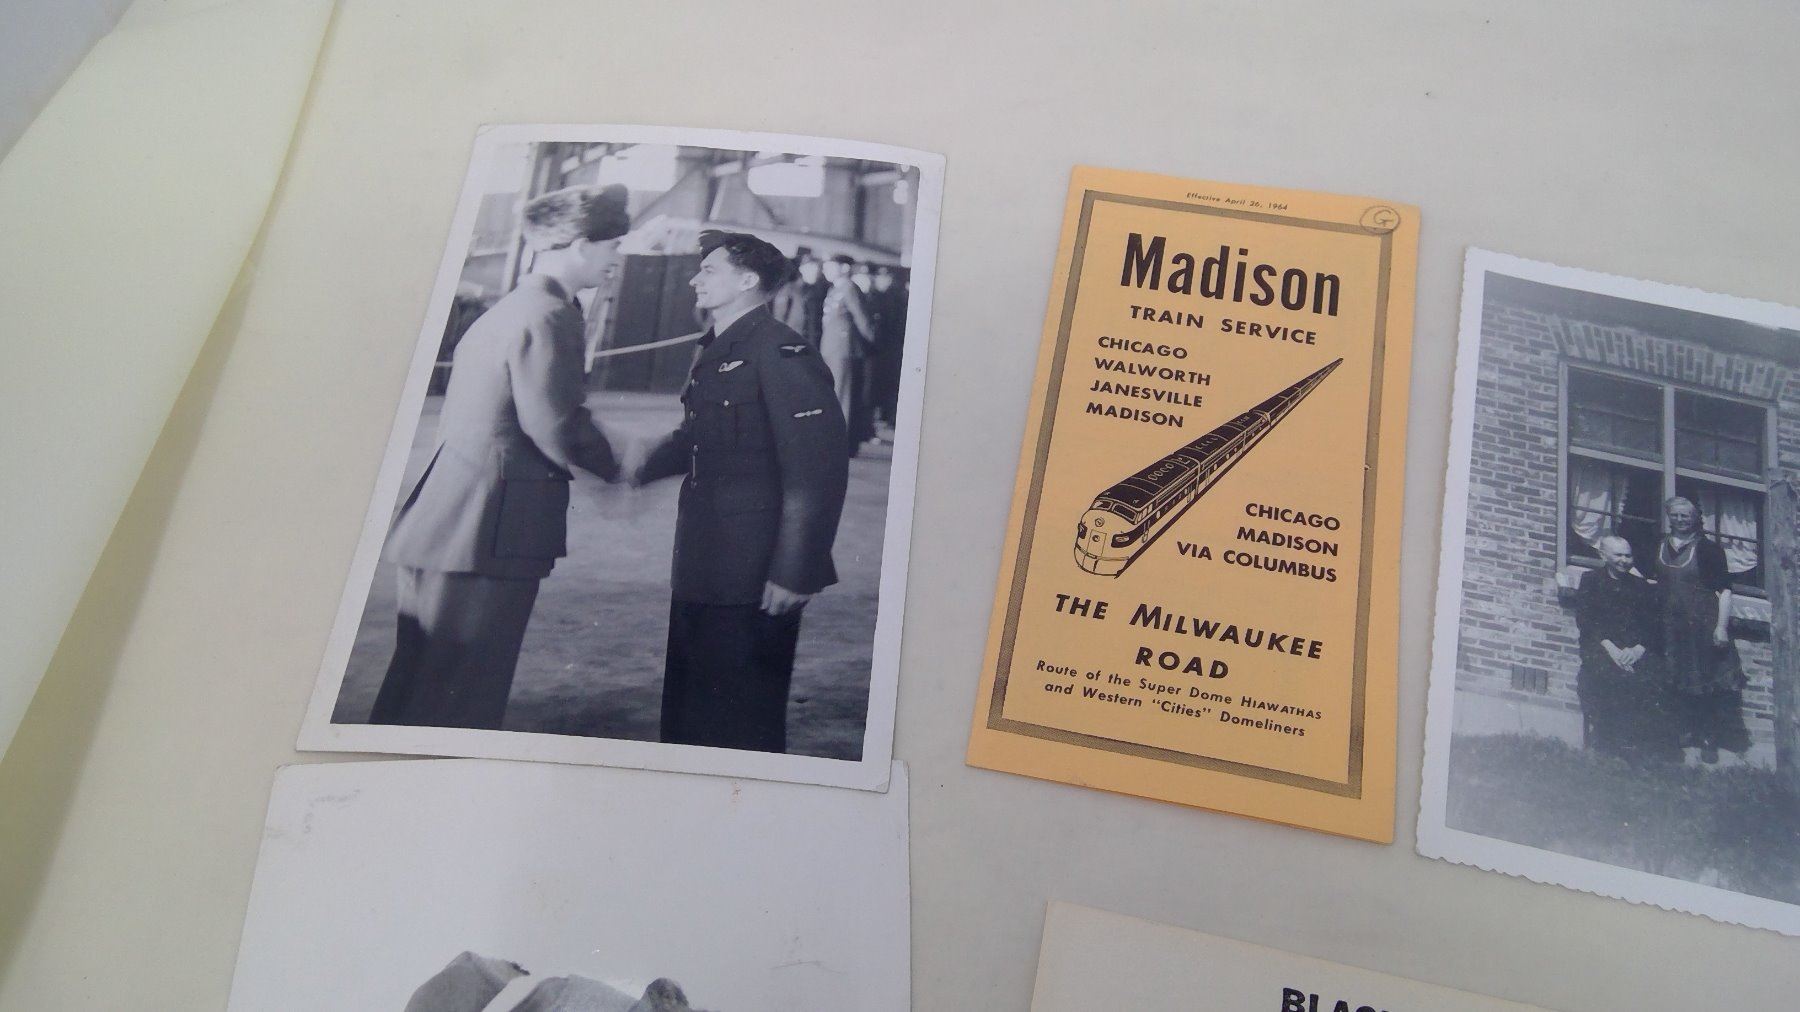 Effective April 26, 1964
G
Madison
TRAIN SERVICE
CHICAGO
WALWORTH
JANESVILLE
MADISON
CHICAGO
MADISON
VIA COLUMBUS
THE MILWAUKEE
ROAD
Route of the Super Dome HIAWATHAS
and Western "Cities" Domeliners